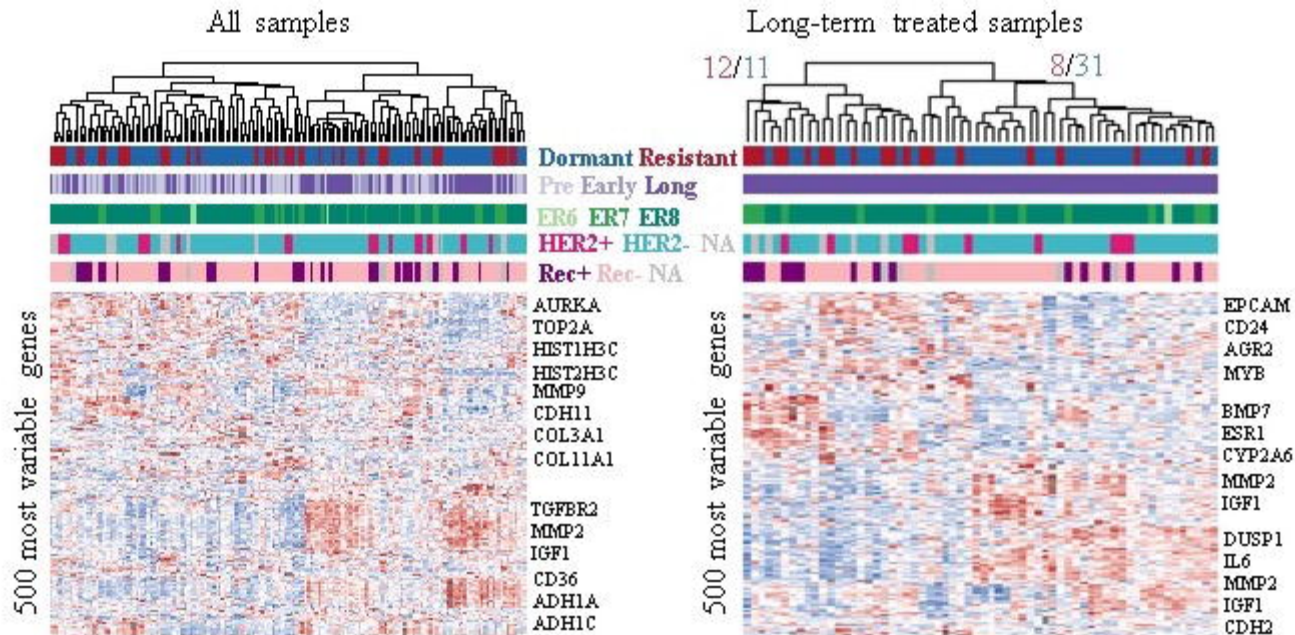 All samples
Long-term treated samples
12/11
8/31
Dormant Resistant
Pre Early Long
ER6 ER7 ER8
HER2+ HER2- NA
Rec+ Rec- NA
500 most variable genes
AURKA
TOP2A
HIST1H3C
HIST2H3C
MMP9
CDH11
COL3A1
COL11A1
TGFBR2
MMP2
IGF1
CD36
ADH1A
ADH1C
500 most variable genes
EPCAM
CD24
AGR2
MYB
BMP7
ESR1
CYP2A6
MMP2
IGF1
DUSP1
IL6
MMP2
IGF1
CDH2